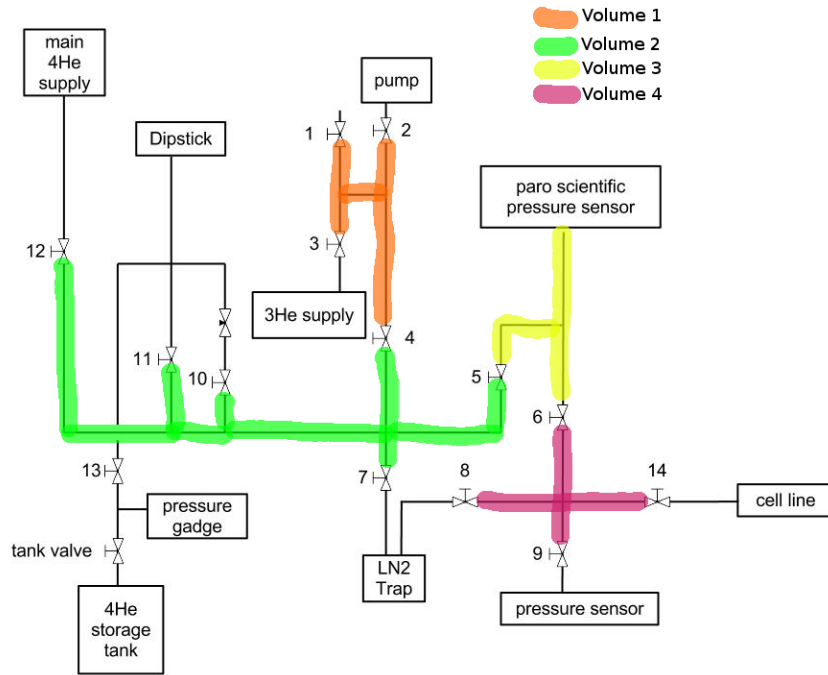 Volume 1
Volume 2
Volume 3
Volume 4
main
4He
supply
pump
Dipstick
1
2
paro scientific
pressure sensor
12
3
3He supply
4
11
10
5
6
13
7
8
14
pressure
gadge
cell line
tank valve
9
LN2
Trap
4He
storage
tank
pressure sensor